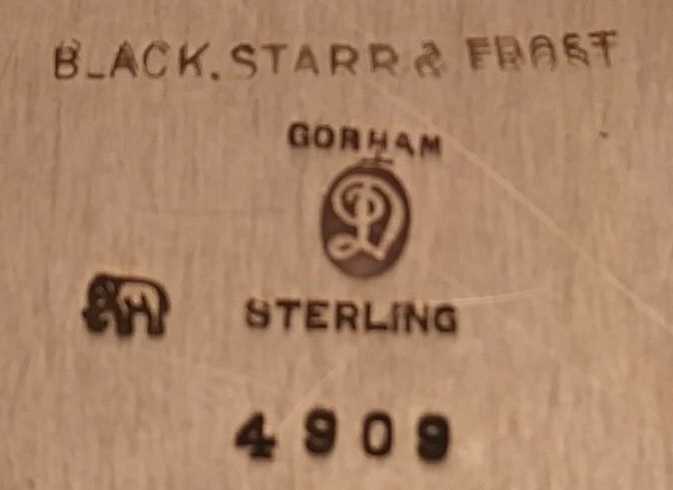 BLACK. STARR & FROST
GORHAM
D
STERLING
4909